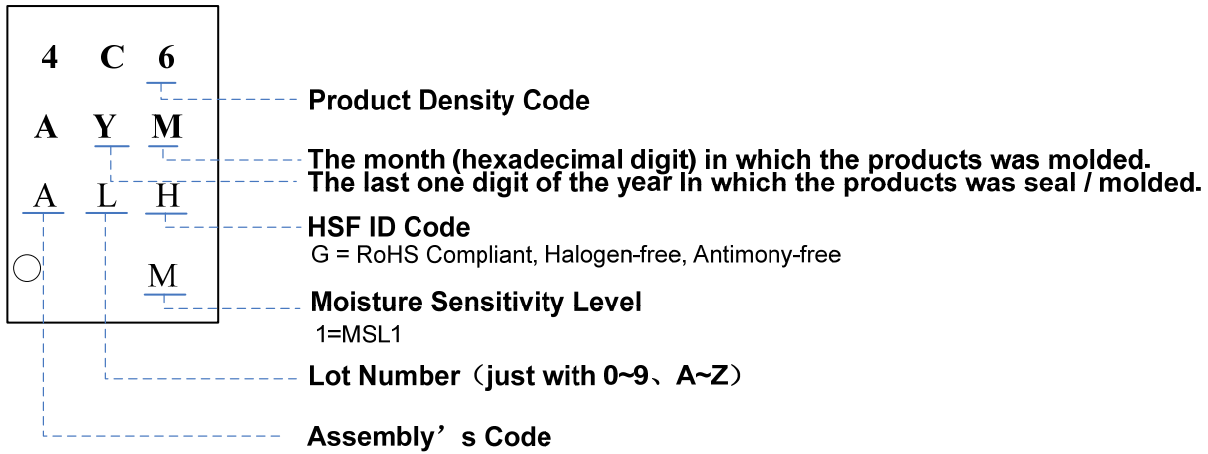 4 C 6
Product Density Code
A Y M
The month (hexadecimal digit) in which the products was molded.
The last one digit of the year In which the products was seal / molded.
A L H
HSF ID Code
G = RoHS Compliant, Halogen-free, Antimony-free
M
Moisture Sensitivity Level
1=MSL1
Lot Number（just with 0~9、A~Z）
Assembly’s Code